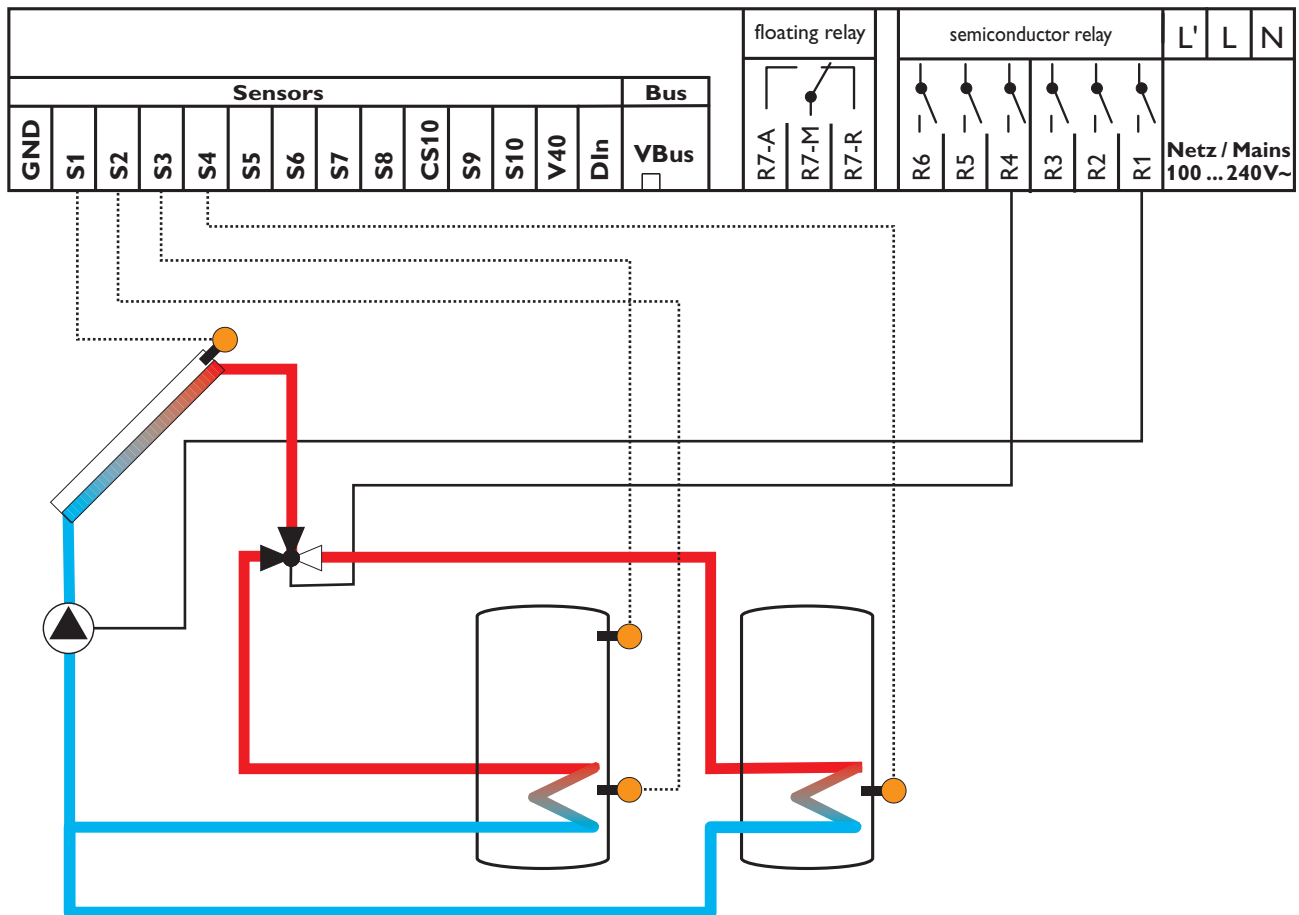 floating relay
semiconductor relay
L' L N
Sensors
Bus
GND
S1
S2
S3
S4
S5
S6
S7
S8
CS10
S9
S10
V40
DIn
VBus
R7-A
R7-M
R7-R
R6
R5
R4
R3
R2
R1
Netz / Mains
100 ... 240V~